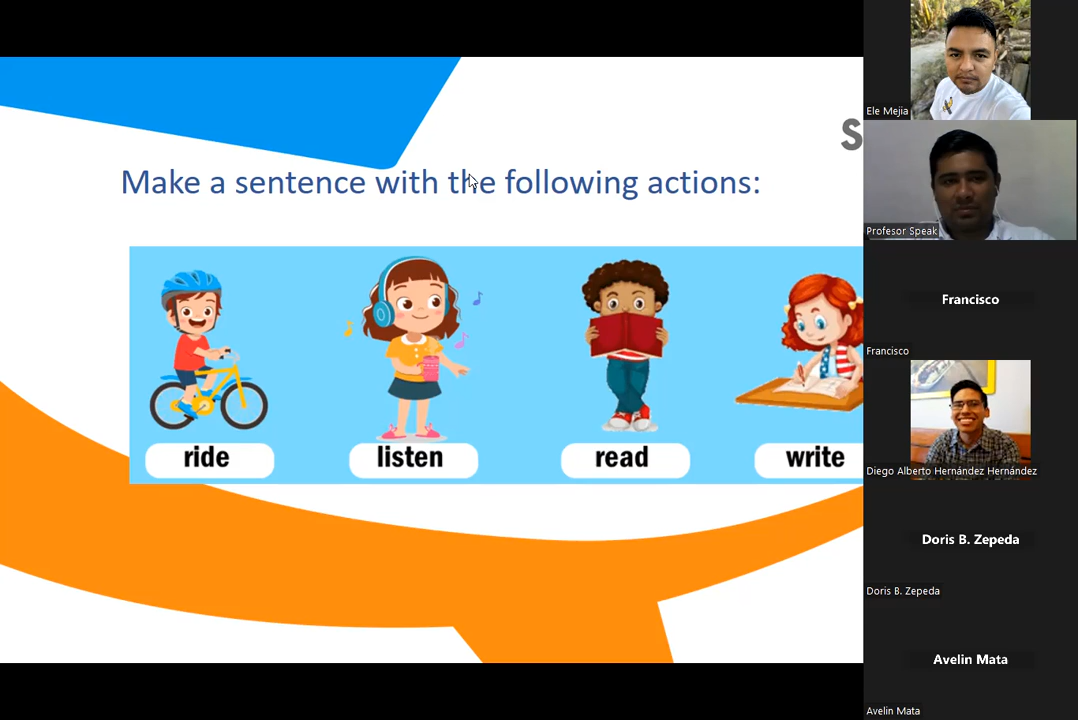 S
Make a sentence with the following actions:
ride
listen
read
write
Ele Mejia
Profesor Speak
Francisco
Francisco
Diego Alberto Hernández Hernández
Doris B. Zepeda
Doris B. Zepeda
Avelin Mata
Avelin Mata